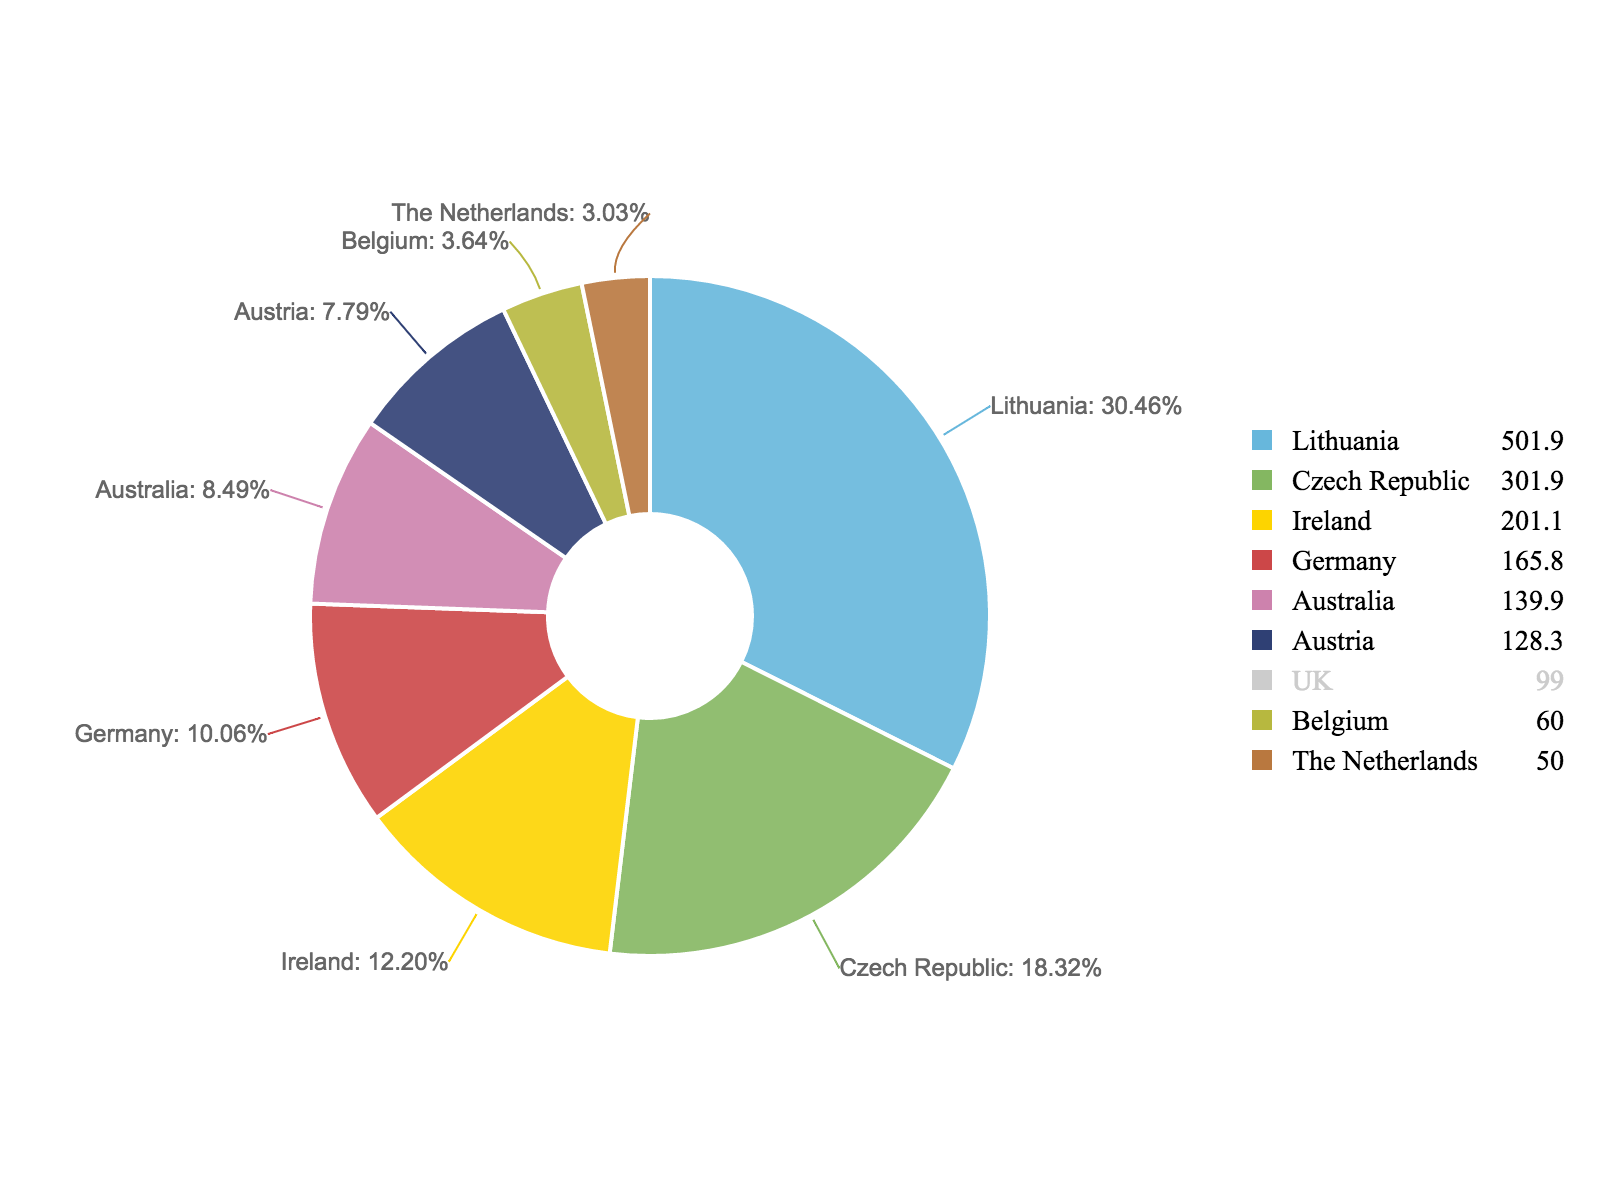 The Netherlands: 3.03%
Belgium: 3.64%
Austria: 7.79%
Lithuania: 30.46%
Australia: 8.49%
Germany: 10.06%
Ireland: 12.20%
Czech Republic: 18.32%
Lithuania 501.9
Czech Republic 301.9
Ireland 201.1
Germany 165.8
Australia 139.9
Austria 128.3
UK 99
Belgium 60
The Netherlands 50